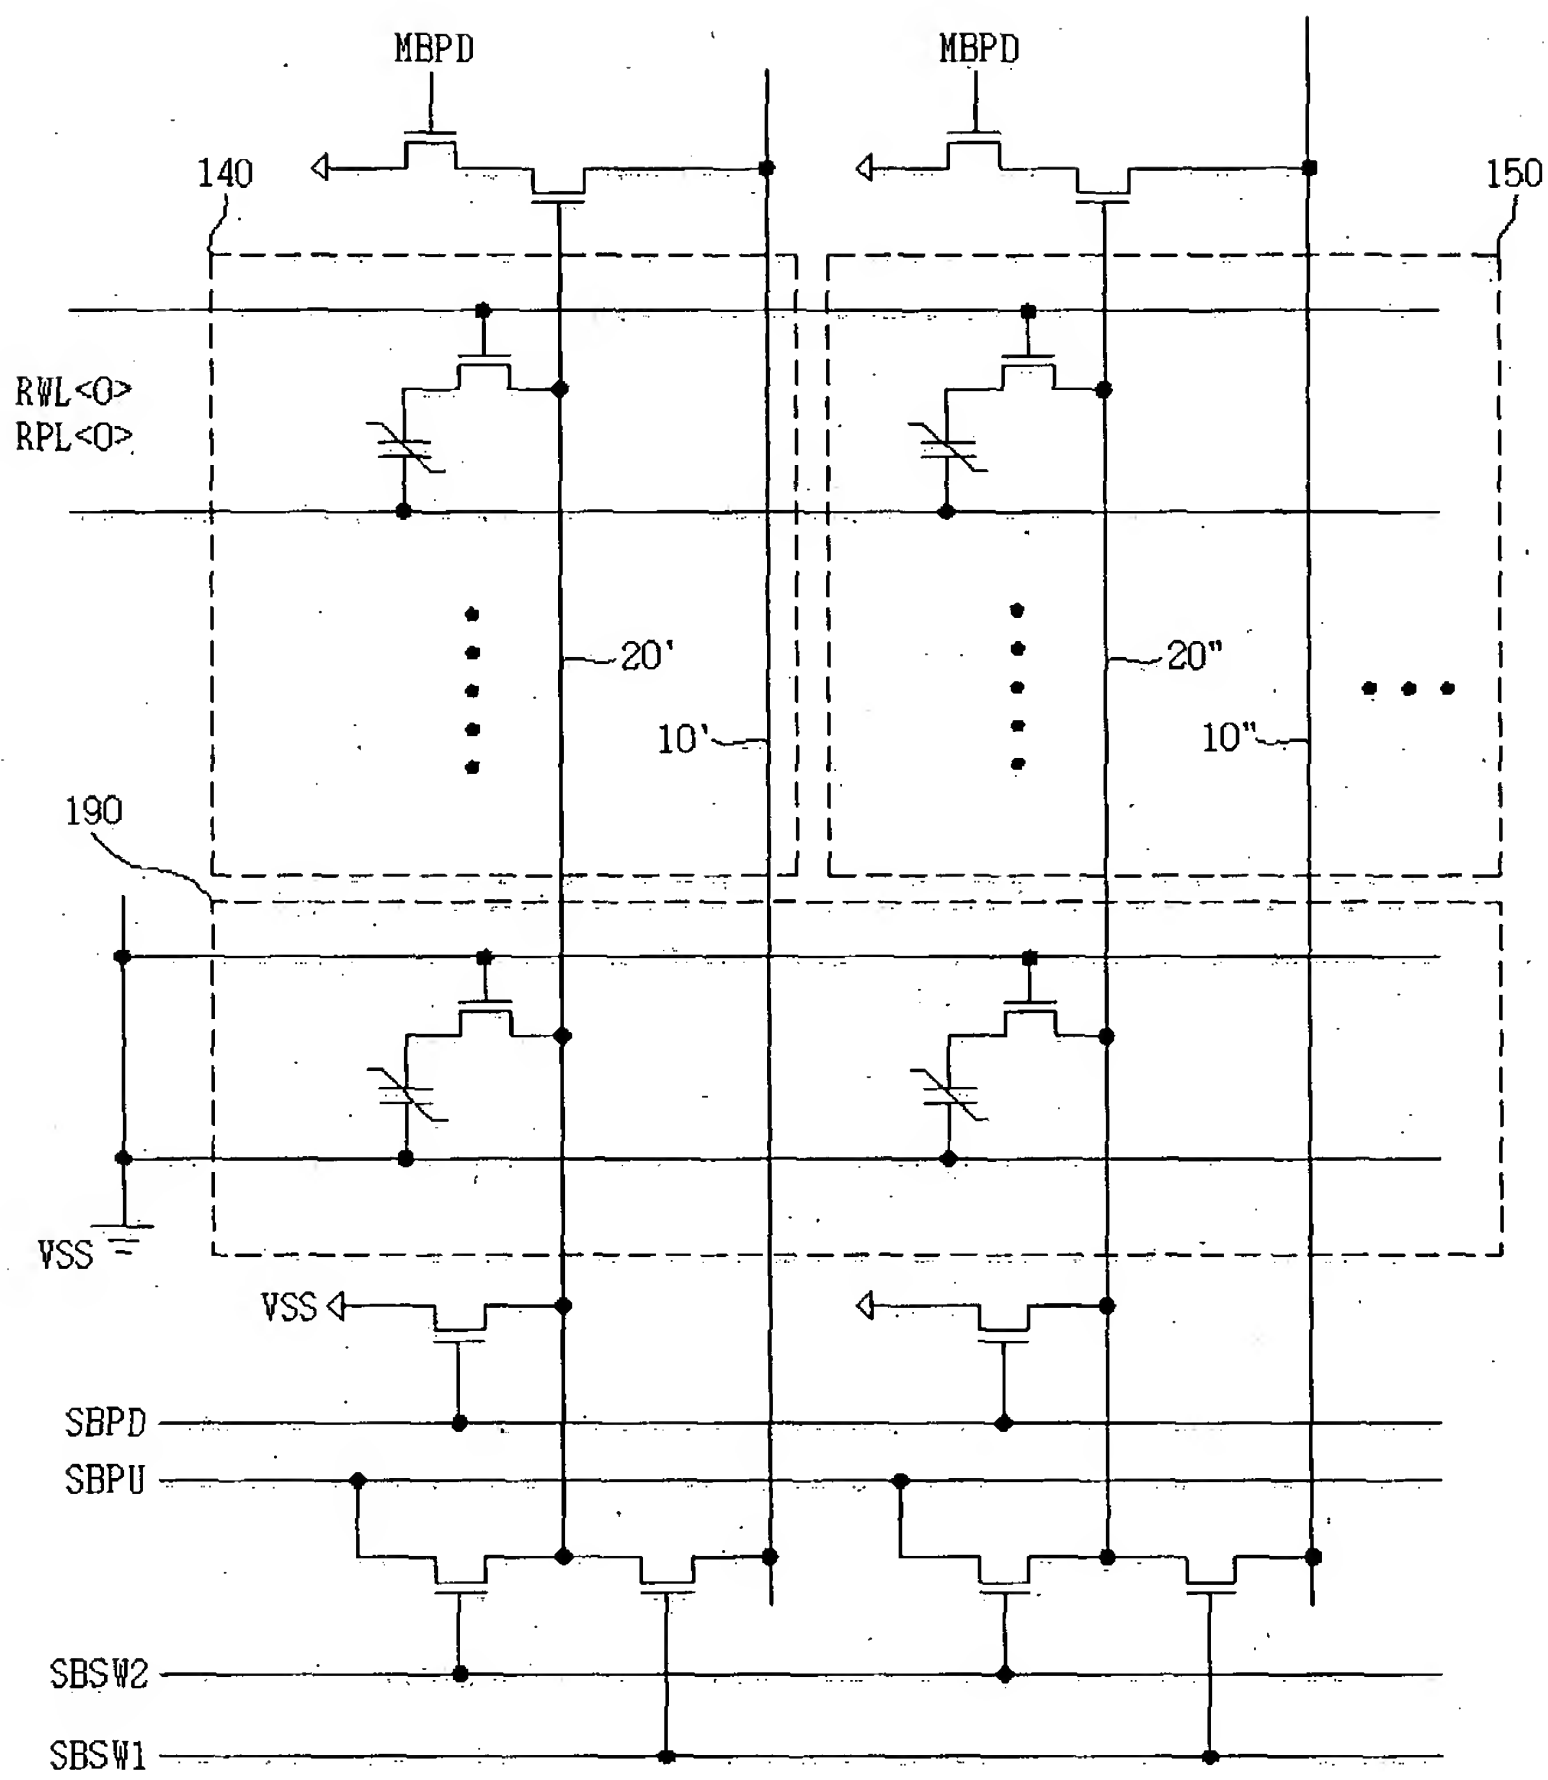 MBPD MBPD
140 150
RWL<0>
RPL<0>
20' 20"
10' 10"
190
VSS
VSS
SBPD
SBPU
SBSW2
SBSW1